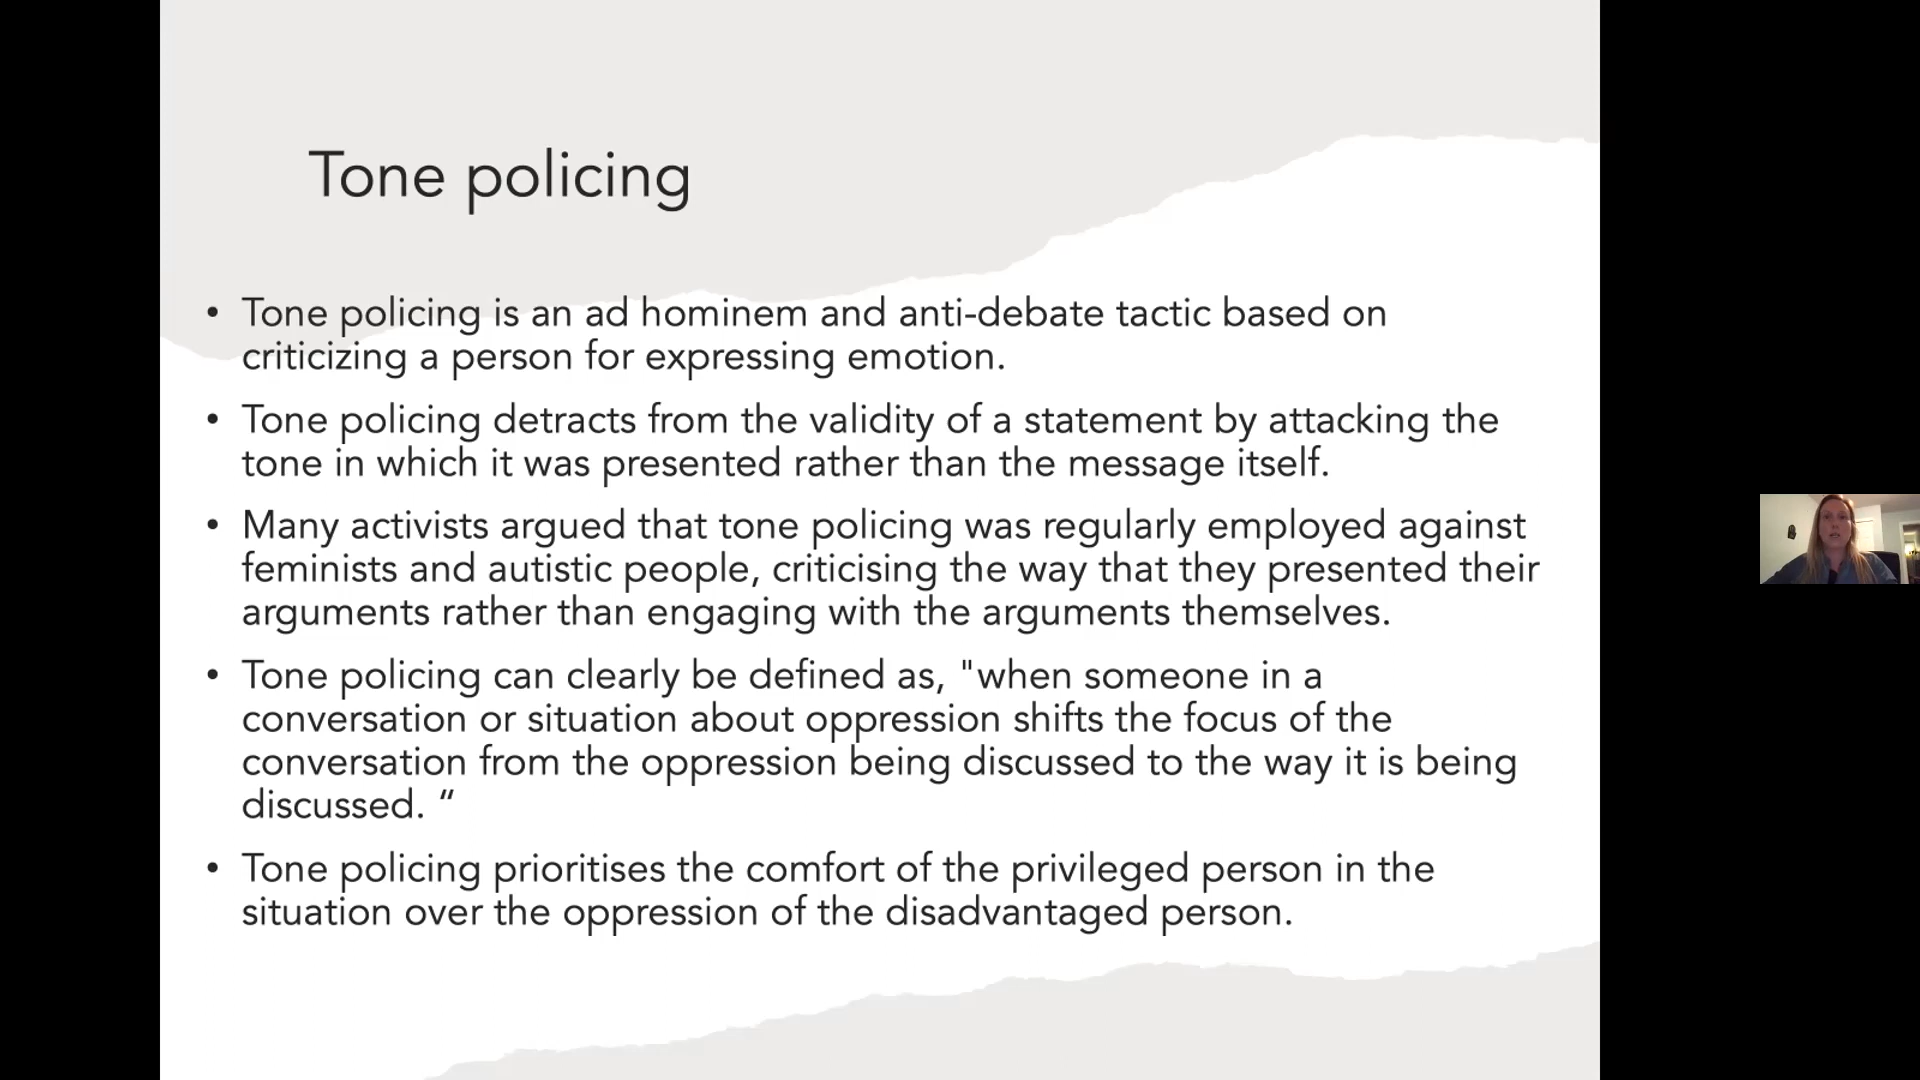 Tone policing
• Tone policing is an ad hominem and anti-debate tactic based on
criticizing a person for expressing emotion.
• Tone policing detracts from the validity of a statement by attacking the
tone in which it was presented rather than the message itself.
• Many activists argued that tone policing was regularly employed against
feminists and autistic people, criticising the way that they presented their
arguments rather than engaging with the arguments themselves.
• Tone policing can clearly be defined as, "when someone in a
conversation or situation about oppression shifts the focus of the
conversation from the oppression being discussed to the way it is being
discussed. “
• Tone policing prioritises the comfort of the privileged person in the
situation over the oppression of the disadvantaged person.